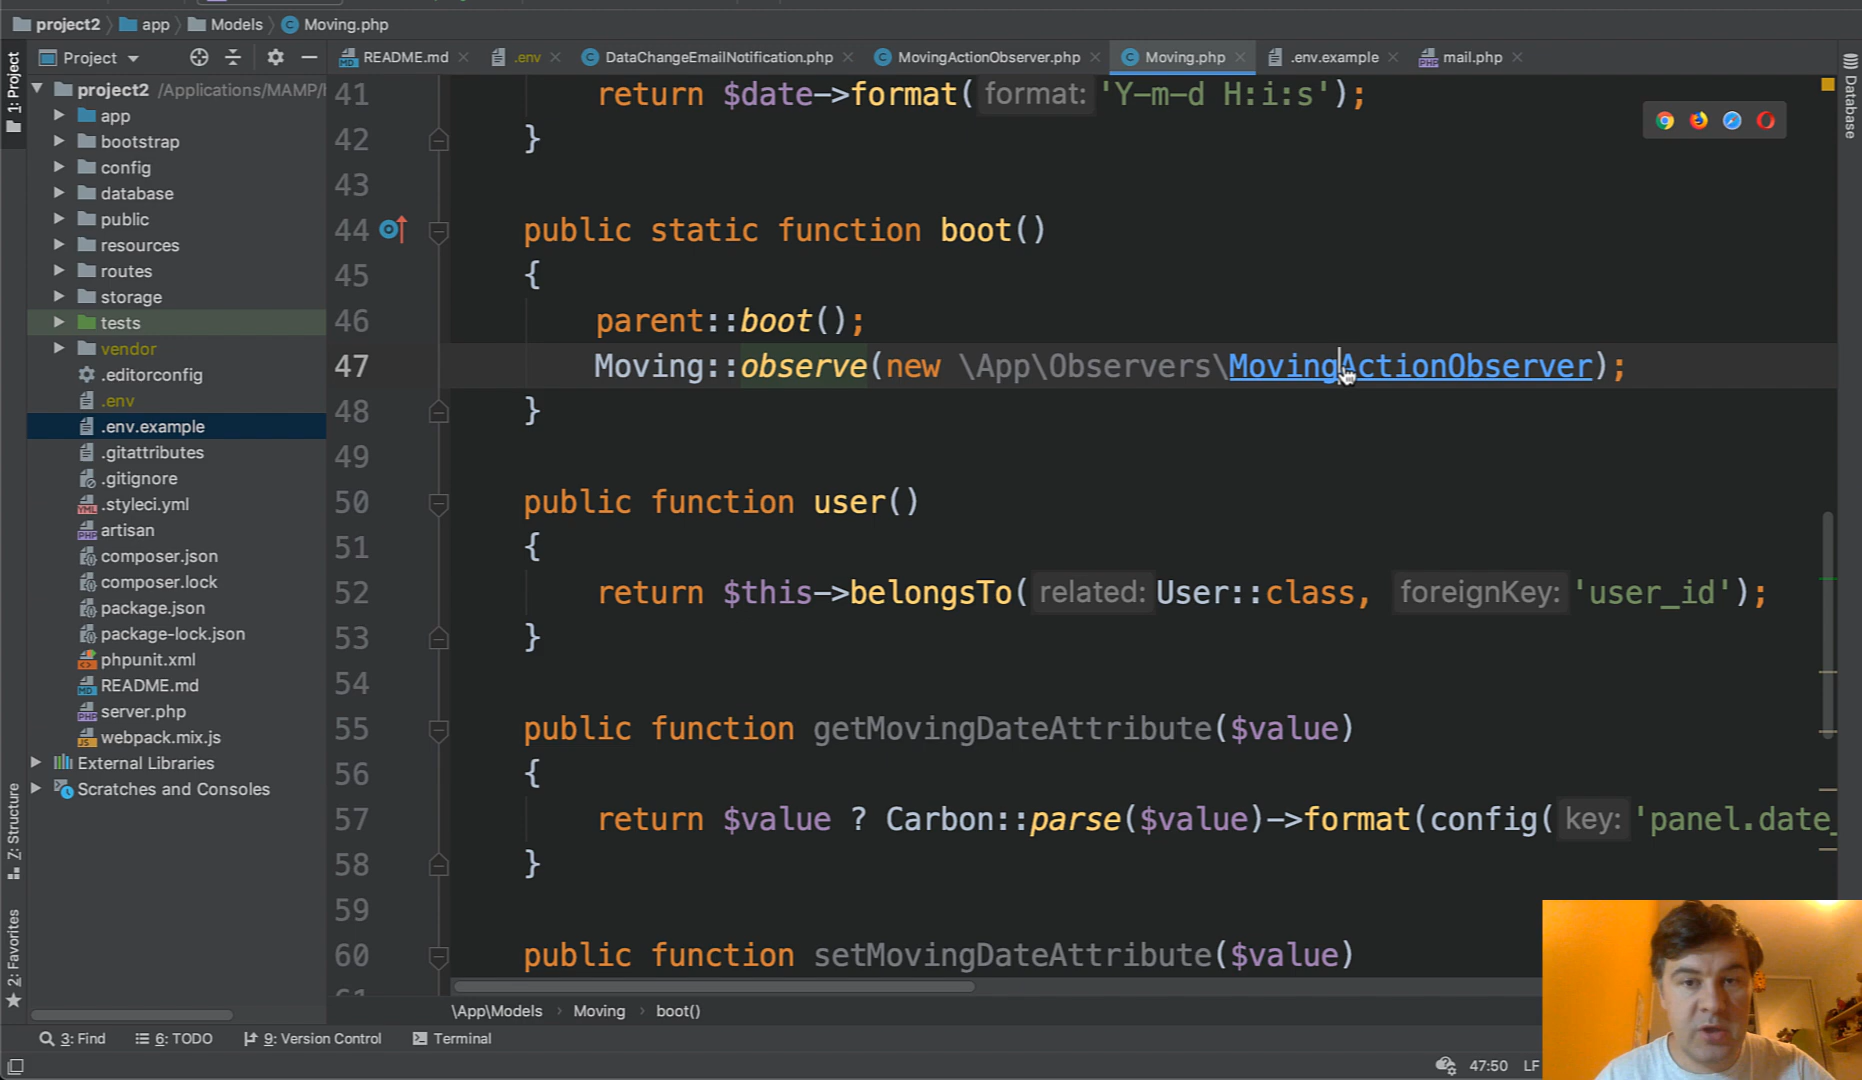 project2 app Models Moving.php
1: Project
Project
README.md .env DataChangeEmailNotification.php MovingActionObserver.php Moving.php .env.example mail.php
Database
project2 /Applications/MAMP/
app
bootstrap
config
database
public
resources
routes
storage
tests
vendor
.editorconfig
.env
.env.example
.gitattributes
.gitignore
.styleci.yml
artisan
composer.json
composer.lock
package.json
package-lock.json
phpunit.xml
README.md
server.php
webpack.mix.js
External Libraries
Scratches and Consoles
Z: Structure
2: Favorites
41 return $date->format( format: 'Y-m-d H:i:s');
42 }
43
44 public static function boot()
45 {
46 parent::boot();
47 Moving::observe(new \App\Observers\MovingActionObserver);
48 }
49
50 public function user()
51 {
52 return $this->belongsTo( related: User::class, foreignKey: 'user_id');
53 }
54
55 public function getMovingDateAttribute($value)
56 {
57 return $value ? Carbon::parse($value)->format(config( key: 'panel.date_
58 }
59
60 public function setMovingDateAttribute($value)
61
\App\Models Moving boot()
3: Find 6: TODO 9: Version Control Terminal
47:50 LF